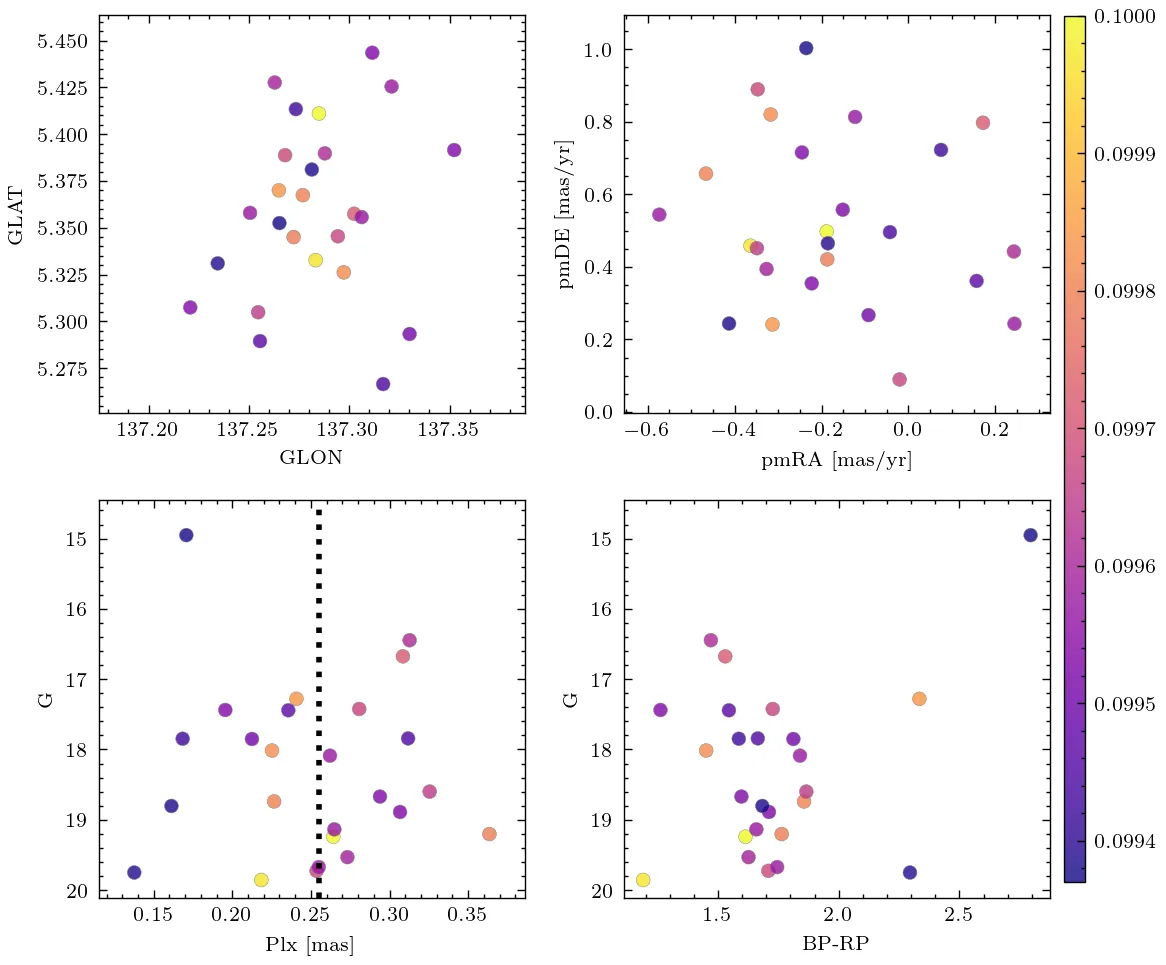 5.450
5.425
5.400
5.375
5.350
5.325
5.300
5.275
GLAT
137.20 137.25 137.30 137.35
GLON
1.0
0.8
0.6
0.4
0.2
0.0
pmDE [mas/yr]
−0.6 −0.4 −0.2 0.0 0.2
pmRA [mas/yr]
15
16
17
18
19
20
G
0.15 0.20 0.25 0.30 0.35
Plx [mas]
15
16
17
18
19
20
G
1.5 2.0 2.5
BP-RP
0.1000
0.0999
0.0998
0.0997
0.0996
0.0995
0.0994